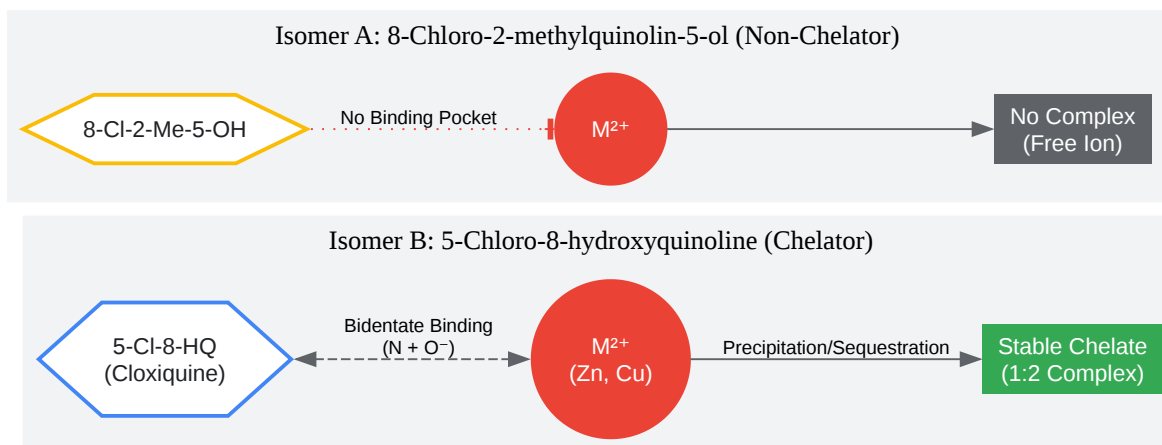 Isomer A: 8-Chloro-2-methylquinolin-5-ol (Non-Chelator)
8-Cl-2-Me-5-OH
No Binding Pocket
M²⁺
No Complex
(Free Ion)
Isomer B: 5-Chloro-8-hydroxyquinoline (Chelator)
5-Cl-8-HQ
(Cloxiquine)
Bidentate Binding
(N + O⁻)
M²⁺
(Zn, Cu)
Precipitation/Sequestration
Stable Chelate
(1:2 Complex)